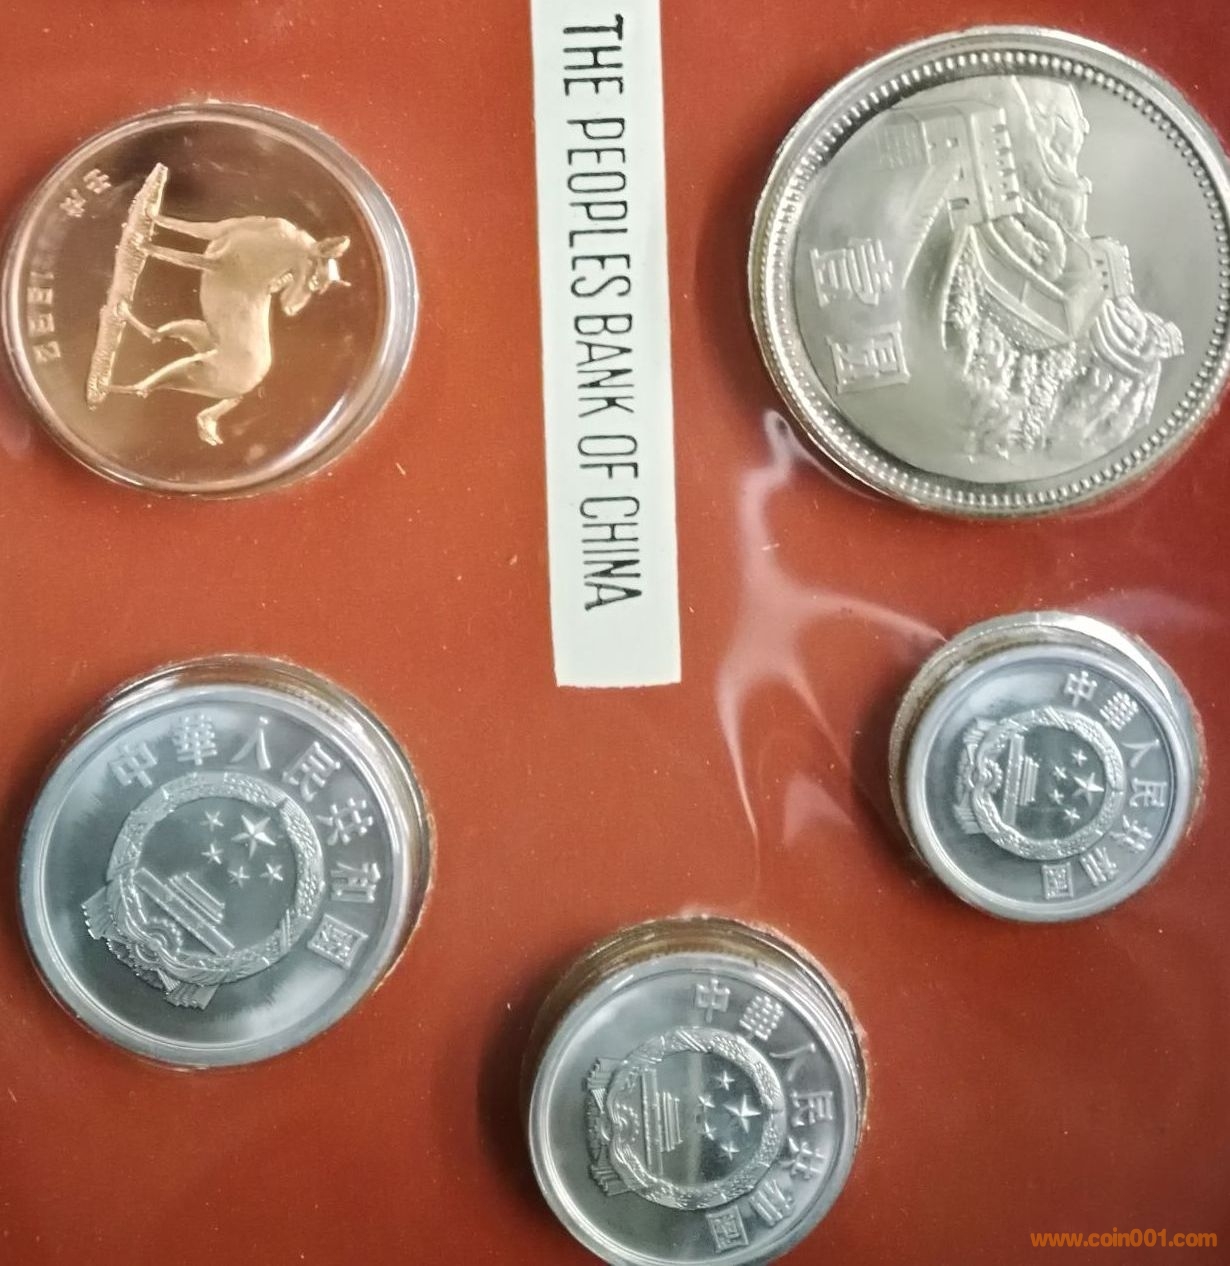 THE PEOPLES BANK OF CHINA
壹圆
1982
中華人民共和國
中華人民共和國
中華人民共和國
www.coin001.com